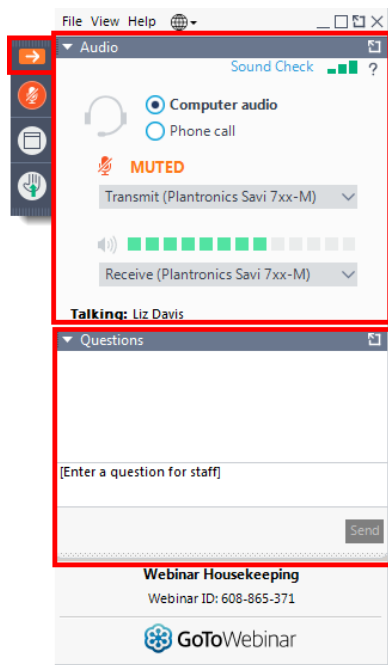 File View Help
Audio
Sound Check ?
Computer audio
Phone call
MUTED
Transmit (Plantronics Savi 7xx-M)
Receive (Plantronics Savi 7xx-M)
Talking: Liz Davis
Questions
[Enter a question for staff]
Send
Webinar Housekeeping
Webinar ID: 608-865-371
GoToWebinar